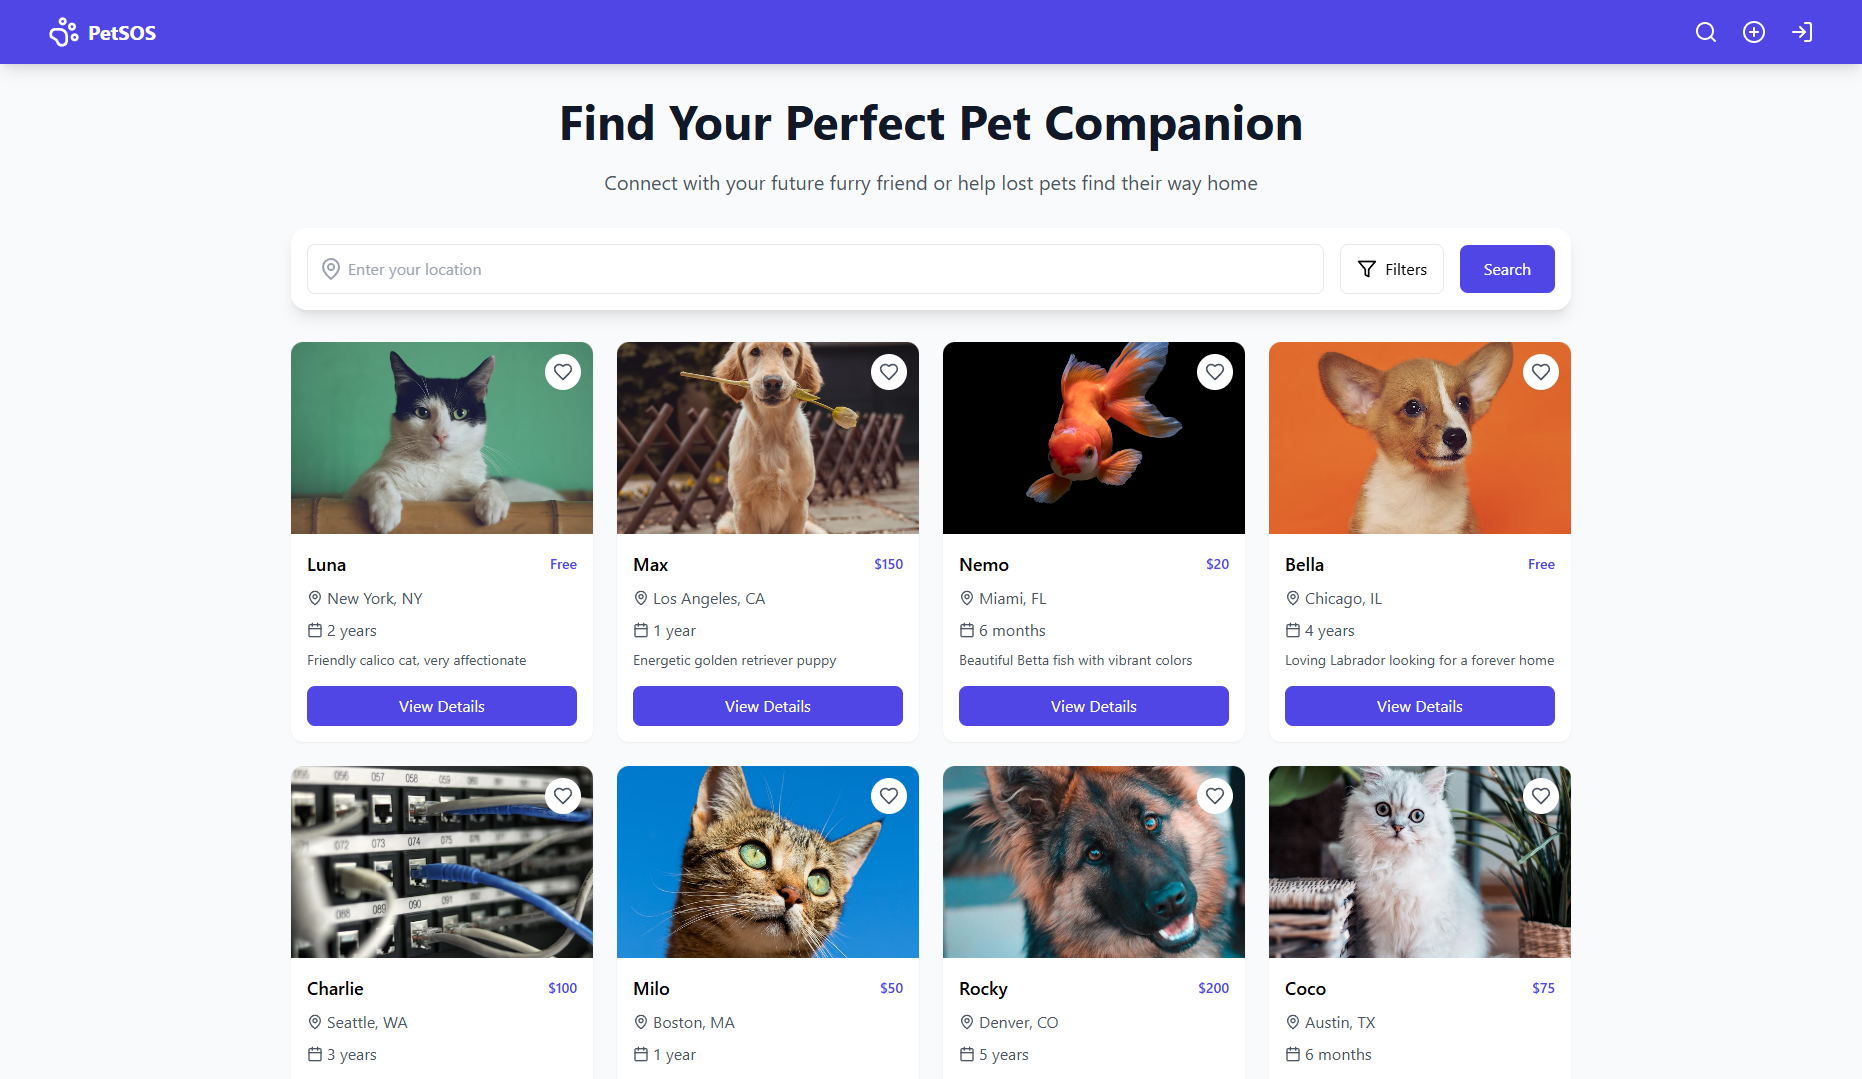 PetSOS
Find Your Perfect Pet Companion
Connect with your future furry friend or help lost pets find their way home
Enter your location
Filters
Search
Luna
Free
New York, NY
2 years
Friendly calico cat, very affectionate
View Details
Max
$150
Los Angeles, CA
1 year
Energetic golden retriever puppy
View Details
Nemo
$20
Miami, FL
6 months
Beautiful Betta fish with vibrant colors
View Details
Bella
Free
Chicago, IL
4 years
Loving Labrador looking for a forever home
View Details
056 057 058 059
072 073 074 075
088 089 090 091
Charlie
$100
Seattle, WA
3 years
Milo
$50
Boston, MA
1 year
Rocky
$200
Denver, CO
5 years
Coco
$75
Austin, TX
6 months